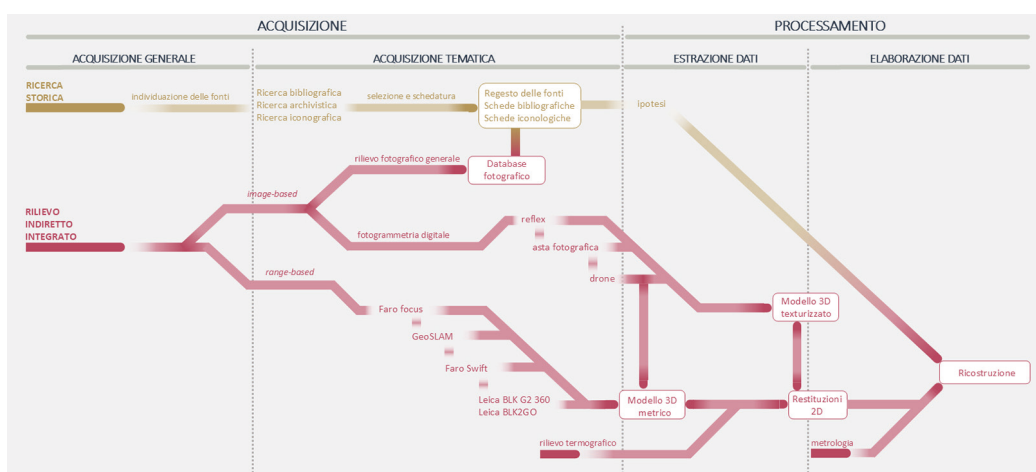 ACQUISIZIONE
PROCESSAMENTO
ACQUISIZIONE GENERALE
ACQUISIZIONE TEMATICA
ESTRAZIONE DATI
ELABORAZIONE DATI
RICERCA
STORICA
individuazione delle fonti
Ricerca bibliografica
Ricerca archivistica
Ricerca iconografica
selezione e schedatura
Regesto delle fonti
Schede bibliografiche
Schede iconologiche
ipotesi
rilievo fotografico generale
Database
fotografico
image-based
RILIEVO
INDIRETTO
INTEGRATO
fotogrammetria digitale
reflex
asta fotografica
drone
range-based
Faro focus
GeoSLAM
Faro Swift
Leica BLK G2 360
Leica BLK2GO
Modello 3D
metrico
Modello 3D
texturizzato
Restituzioni
2D
Ricostruzione
rilievo termografico
metrologia